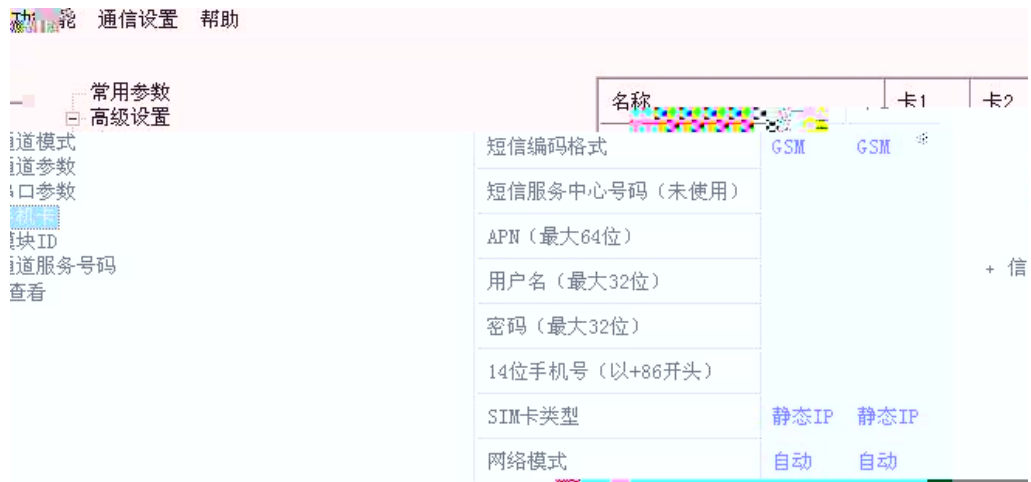 功能 通信设置 帮助
常用参数
高级设置
道模式
道参数
口参数
机卡
块ID
道服务号码
查看
名称 卡1 卡2
短信编码格式 GSM GSM
短信服务中心号码（未使用）
APN（最大64位）
用户名（最大32位）
密码（最大32位）
14位手机号（以+86开头）
SIM卡类型 静态IP 静态IP
网络模式 自动 自动
+ 信